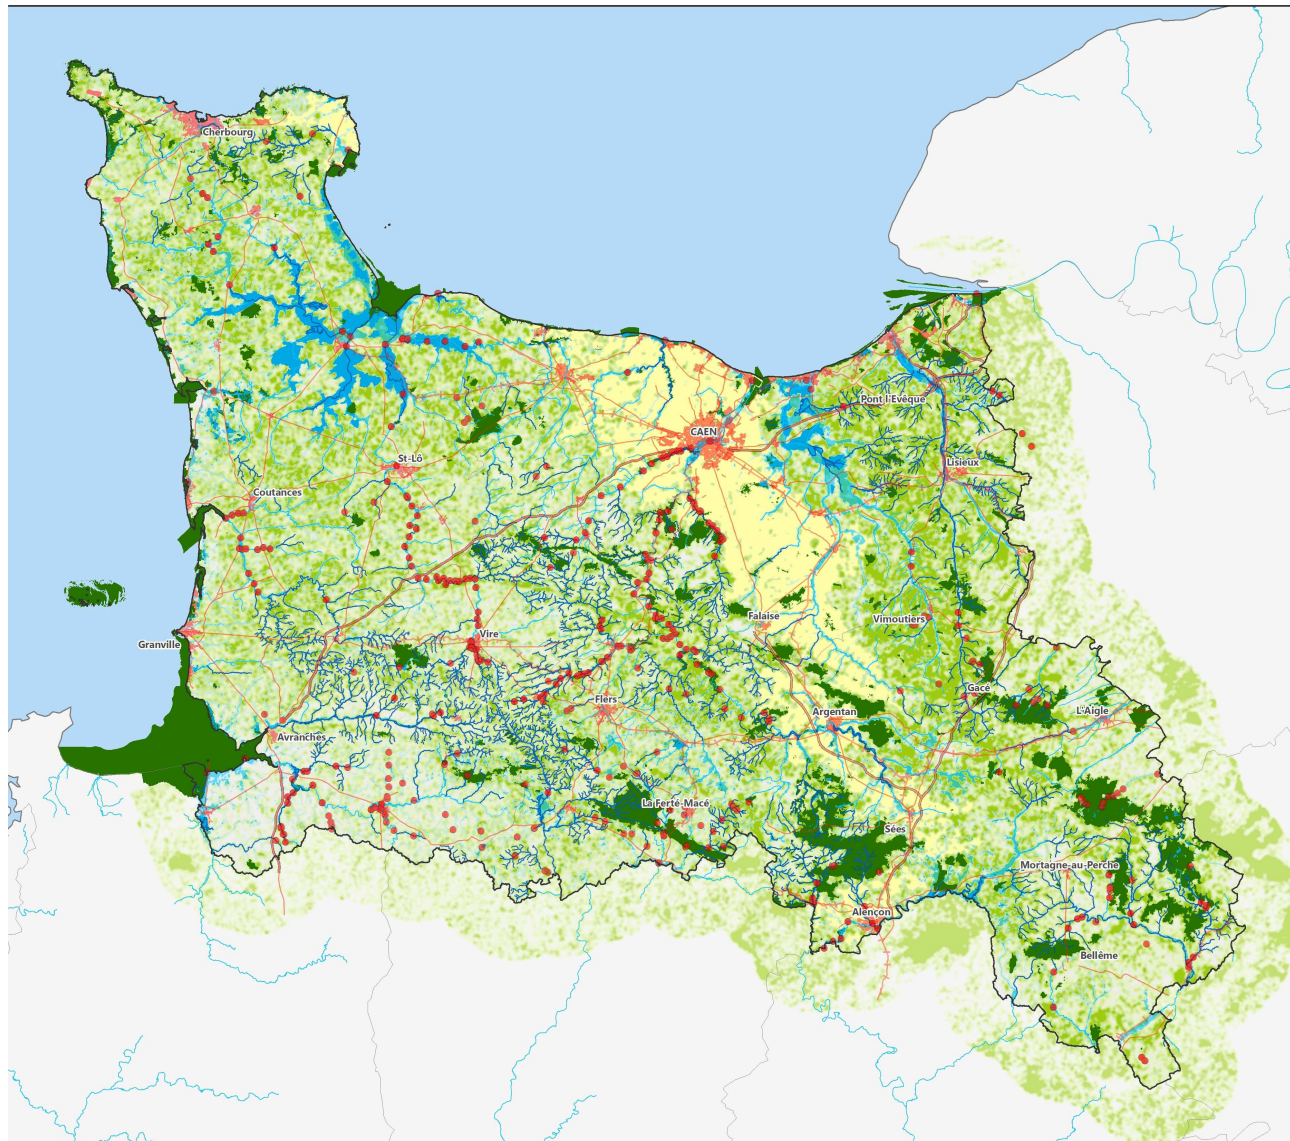 Cherbourg
CAEN
Pont l'Evêque
St-Lô
Lisieux
Coutances
Falaise
Vimoutiers
Granville
Vire
Gacé
Flers
L'Aigle
Argentan
Avranches
La Ferté-Macé
Sées
Mortagne-au-Perche
Alençon
Bellême